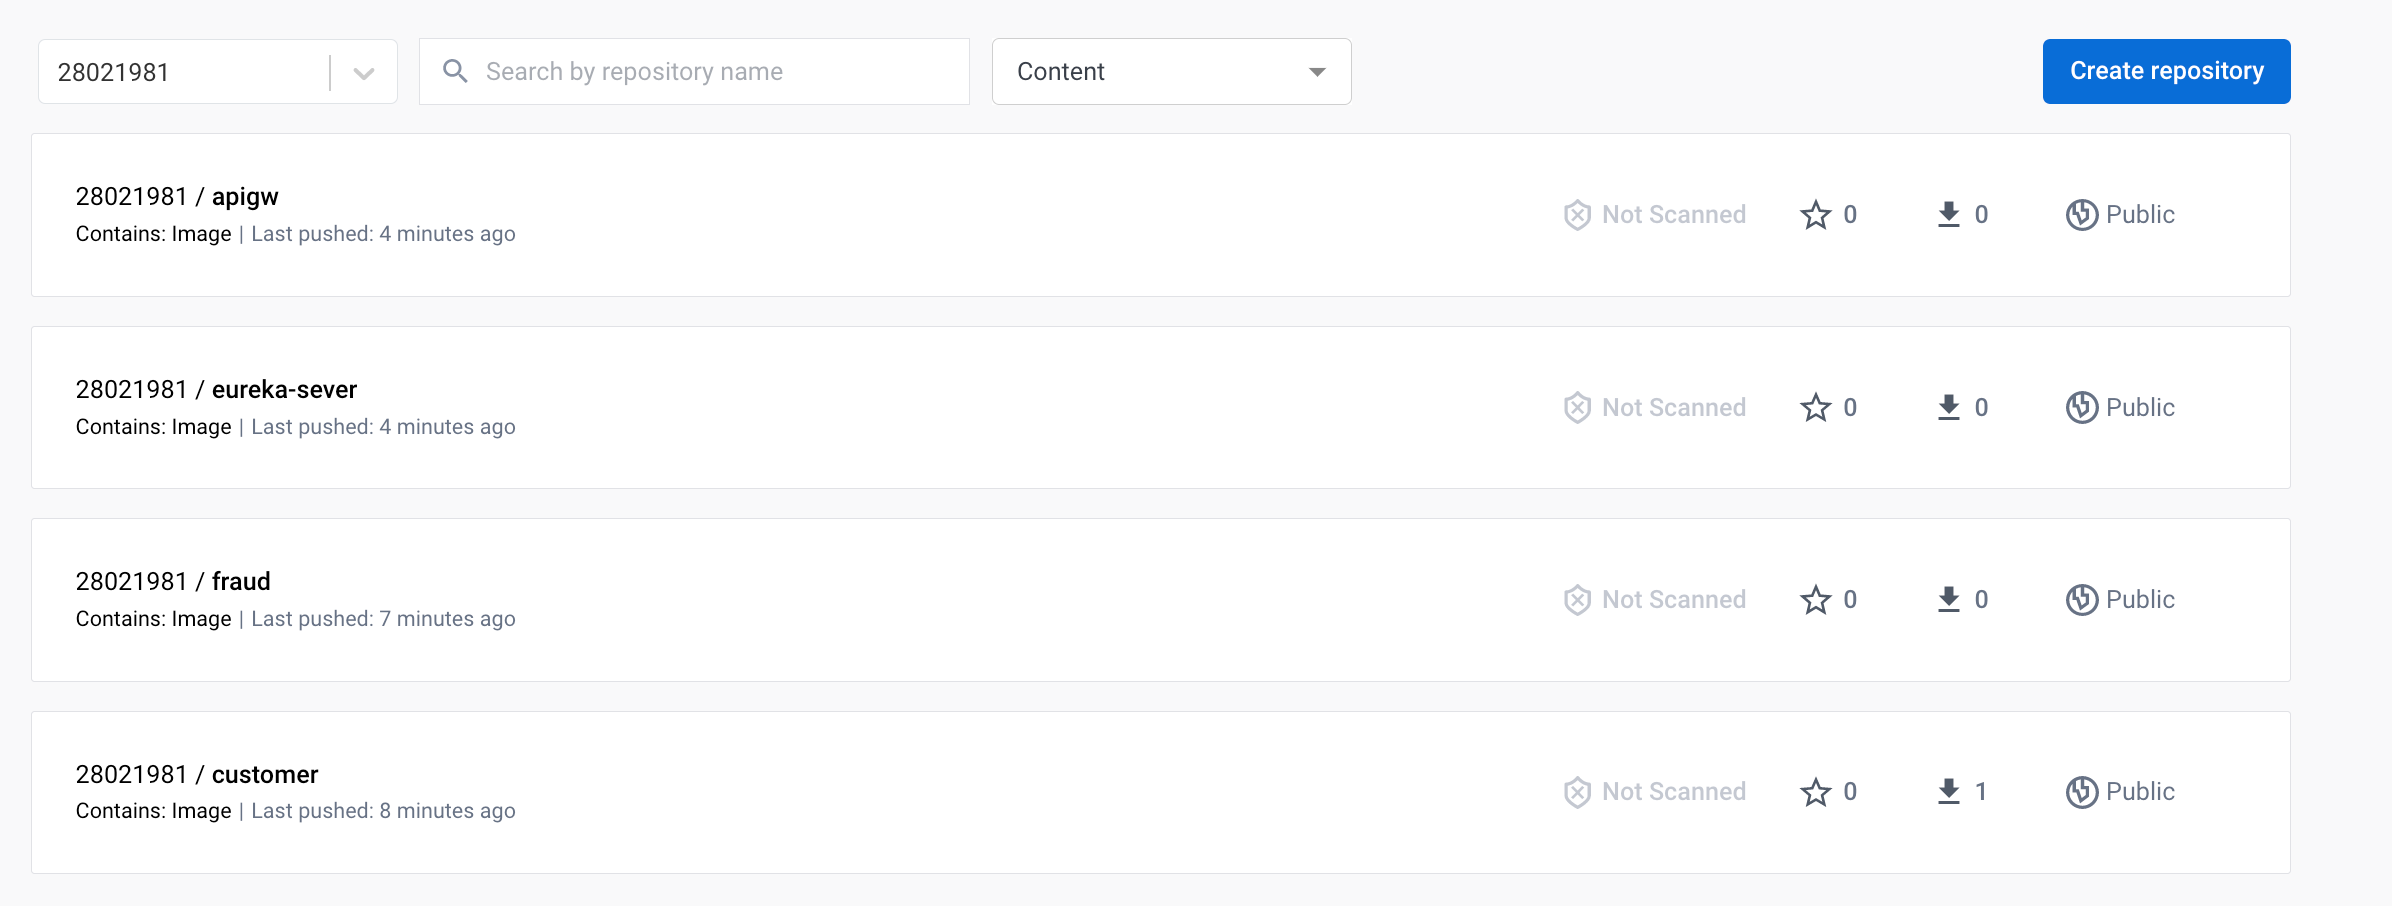 28021981 Search by repository name Content Create repository
28021981 / apigw
Contains: Image | Last pushed: 4 minutes ago
Not Scanned 0 0 Public
28021981 / eureka-sever
Contains: Image | Last pushed: 4 minutes ago
Not Scanned 0 0 Public
28021981 / fraud
Contains: Image | Last pushed: 7 minutes ago
Not Scanned 0 0 Public
28021981 / customer
Contains: Image | Last pushed: 8 minutes ago
Not Scanned 0 1 Public